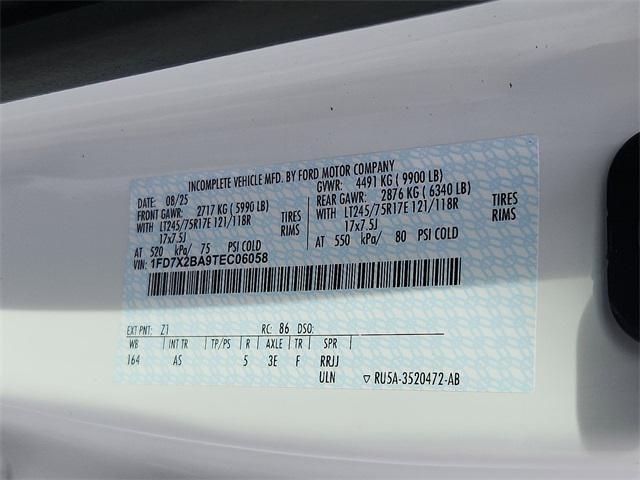 INCOMPLETE VEHICLE MFD. BY FORD MOTOR COMPANY
DATE: 08/25 GVWR: 4491 KG ( 9900 LB)
FRONT GAWR: 2717 KG ( 5990 LB) REAR GAWR: 2876 KG ( 6340 LB)
WITH LT245/75R17E 121/118R TIRES WITH LT245/75R17E 121/118R TIRES
17x7.5J RIMS 17x7.5J RIMS
AT 520 kPa/ 75 PSI COLD AT 550 kPa/ 80 PSI COLD
VIN: 1FD7X2BA9TEC06058
EXT PNT: Z1 RC: 86 DSO:
WB INT TR TP/PS R AXLE TR SPR
164 AS 5 3E F RRJJ
ULN ▽ RU5A-3520472-AB